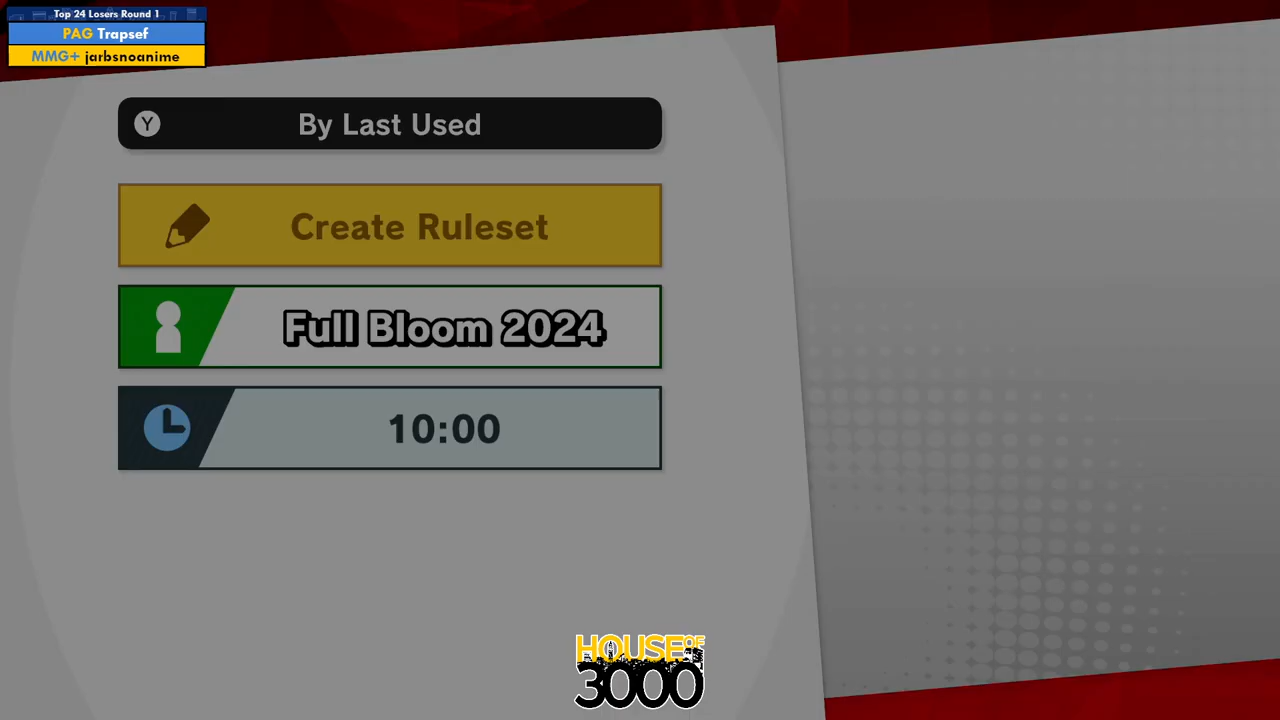 Top 24 Losers Round 1
PAG Trapsef
MMG+ jarbsnoanime
Y By Last Used
Create Ruleset
Full Bloom 2024
10:00
HOUSE OF
3000